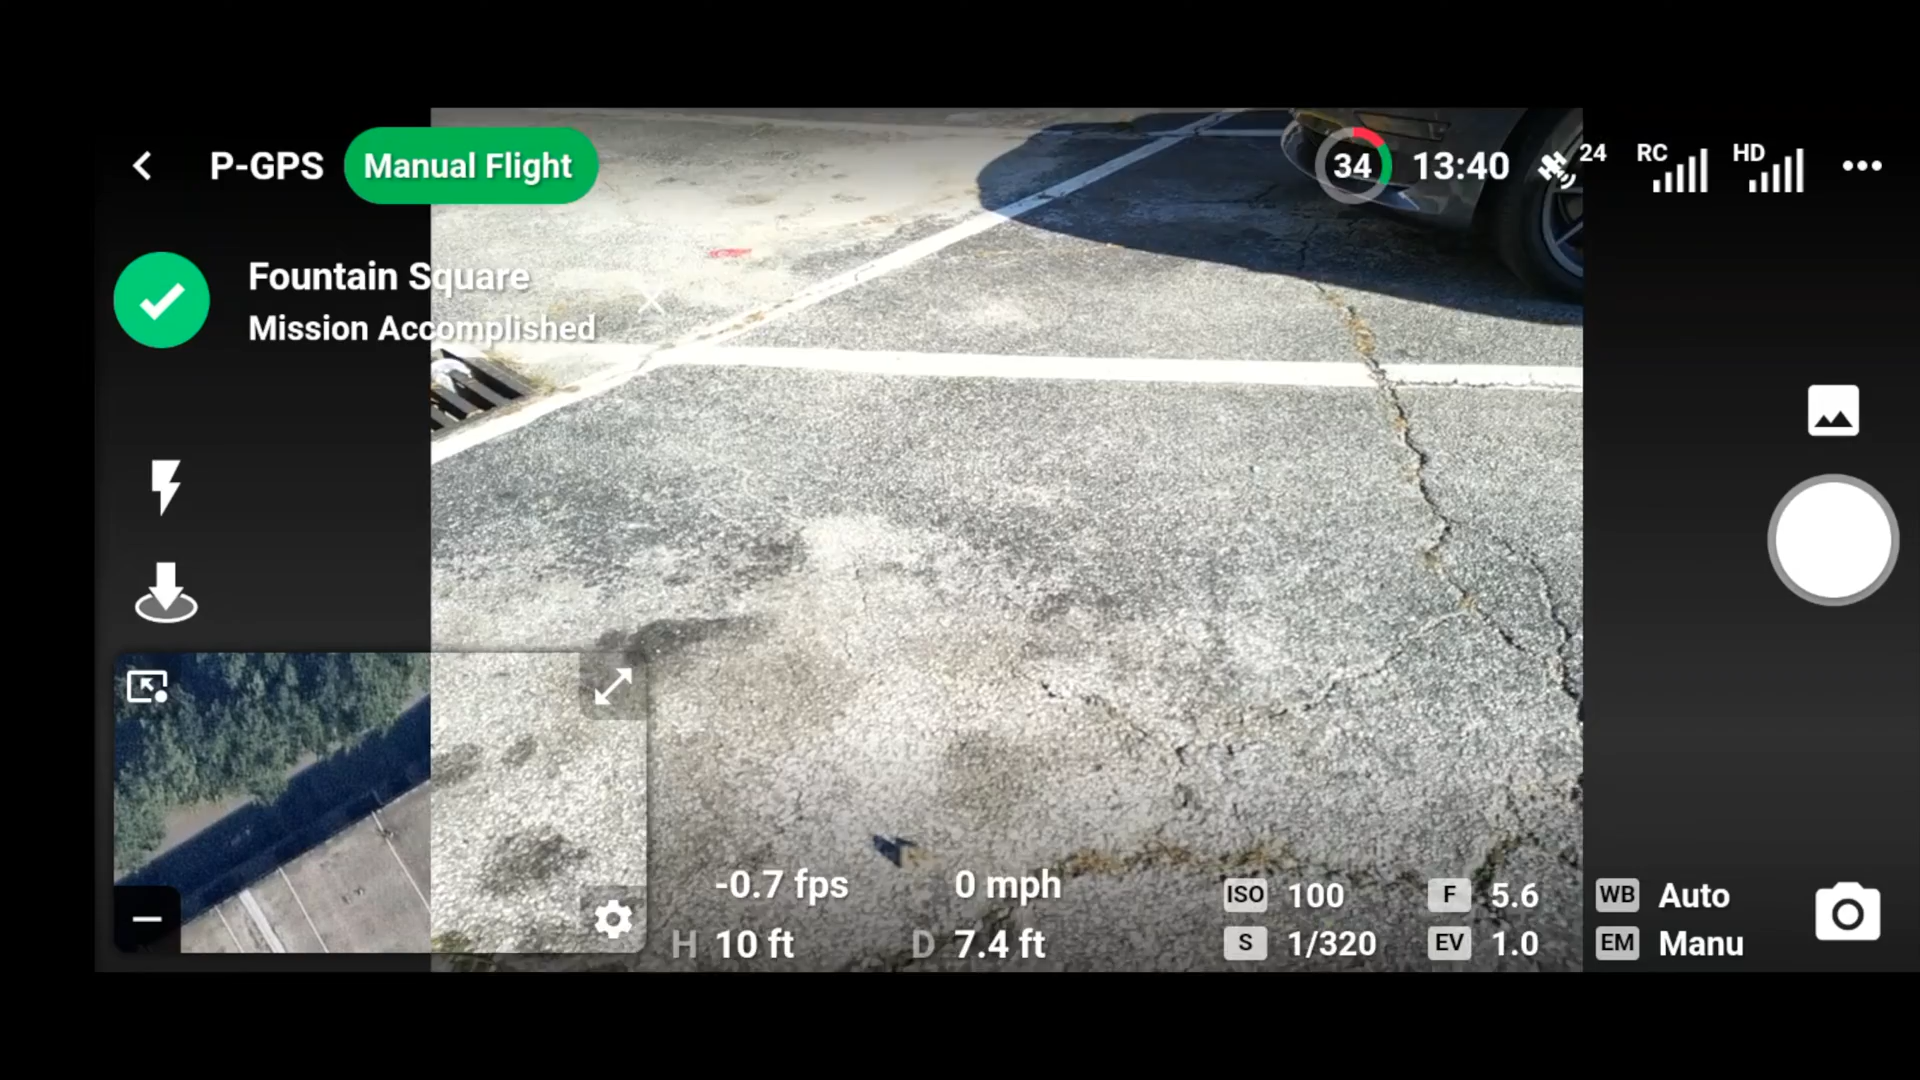 P-GPS
Manual Flight
34
13:40
24
RC
HD
Fountain Square
Mission Accomplished
-0.7 fps
0 mph
H 10 ft
D 7.4 ft
ISO 100
F 5.6
WB Auto
S 1/320
EV 1.0
EM Manu